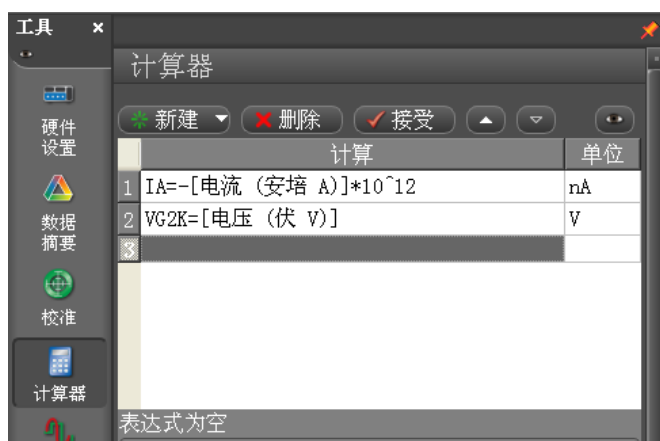 工具 ×
计算器
硬件
设置
新建 删除 接受
计算 单位
1 IA=-[电流 (安培 A)]*10^12 nA
2 VG2K=[电压 (伏 V)] V
3
数据
摘要
校准
计算器
表达式为空